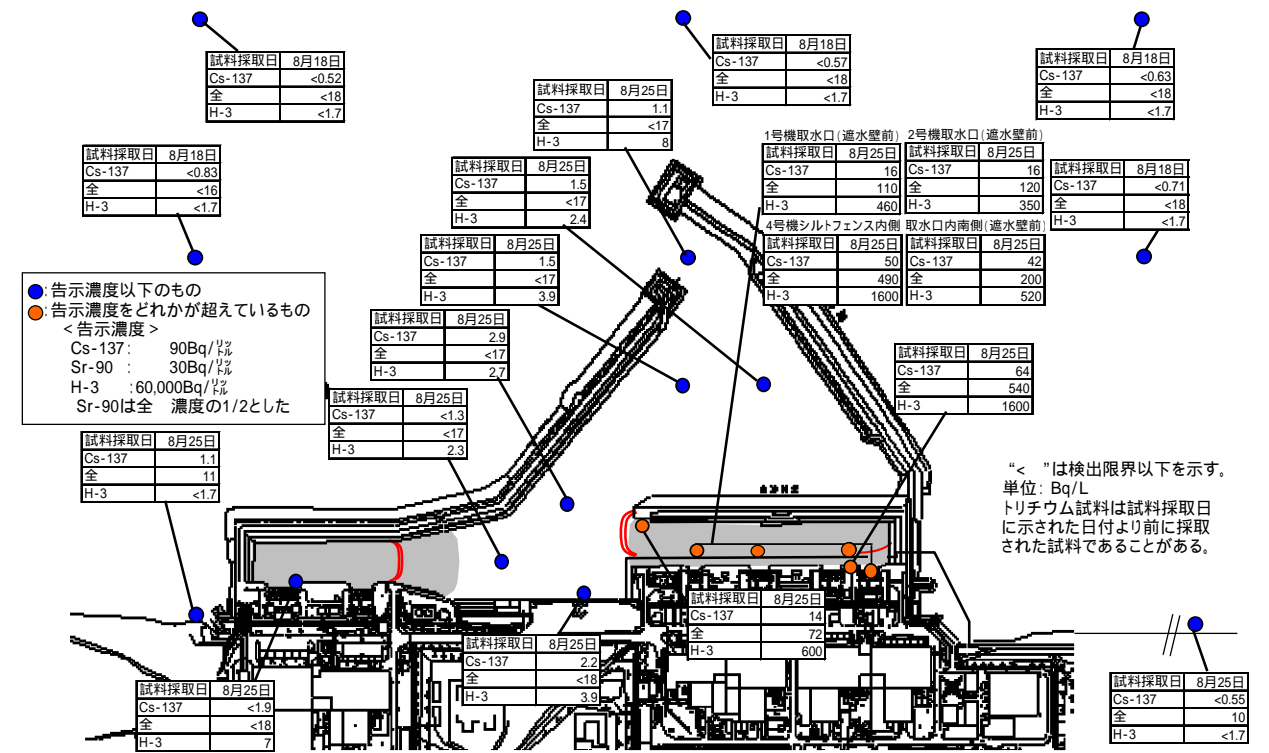 試料採取日 8月18日
Cs-137 <0.52
全 <18
H-3 <1.7
試料採取日 8月18日
Cs-137 <0.57
全 <18
H-3 <1.7
試料採取日 8月18日
Cs-137 <0.63
全 <18
H-3 <1.7
試料採取日 8月25日
Cs-137 1.1
全 <17
H-3 8
試料採取日 8月18日
Cs-137 <0.83
全 <16
H-3 <1.7
試料採取日 8月25日
Cs-137 1.5
全 <17
H-3 2.4
1号機取水口(遮水壁前)
試料採取日 8月25日
Cs-137 16
全 110
H-3 460
2号機取水口(遮水壁前)
試料採取日 8月25日
Cs-137 16
全 120
H-3 350
試料採取日 8月18日
Cs-137 <0.71
全 <18
H-3 <1.7
4号機シルトフェンス内側
試料採取日 8月25日
Cs-137 50
全 490
H-3 1600
取水口内南側(遮水壁前)
試料採取日 8月25日
Cs-137 42
全 200
H-3 520
試料採取日 8月25日
Cs-137 1.5
全 <17
H-3 3.9
:告示濃度以下のもの
:告示濃度をどれかが超えているもの
<告示濃度>
Cs-137: 90Bq/㍑
Sr-90 : 30Bq/㍑
H-3 :60,000Bq/㍑
Sr-90は全 濃度の1/2とした
試料採取日 8月25日
Cs-137 2.9
全 <17
H-3 2.7
試料採取日 8月25日
Cs-137 64
全 540
H-3 1600
試料採取日 8月25日
Cs-137 <1.3
全 <17
H-3 2.3
試料採取日 8月25日
Cs-137 1.1
全 11
H-3 <1.7
“< ”は検出限界以下を示す。
単位: Bq/L
トリチウム試料は試料採取日
に示された日付より前に採取
された試料であることがある。
試料採取日 8月25日
Cs-137 14
全 72
H-3 600
試料採取日 8月25日
Cs-137 2.2
全 <18
H-3 3.9
試料採取日 8月25日
Cs-137 <1.9
全 <18
H-3 7
試料採取日 8月25日
Cs-137 <0.55
全 10
H-3 <1.7